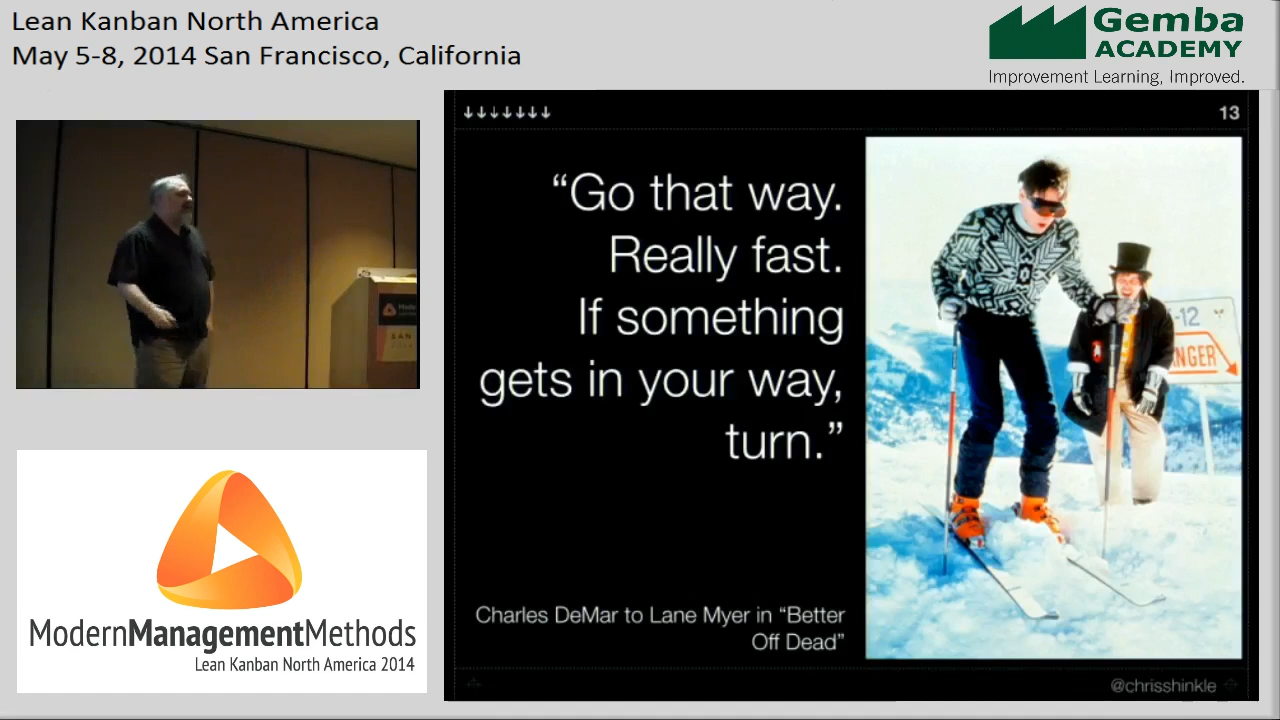 Lean Kanban North America
May 5-8, 2014 San Francisco, California
Gemba
ACADEMY
Improvement Learning, Improved.
↓↓↓↓↓↓↓
13
“Go that way.
Really fast.
If something
gets in your way,
turn.”
K-12
Charles DeMar to Lane Myer in “Better
Off Dead”
@chrisshinkle
ModernManagementMethods
Lean Kanban North America 2014